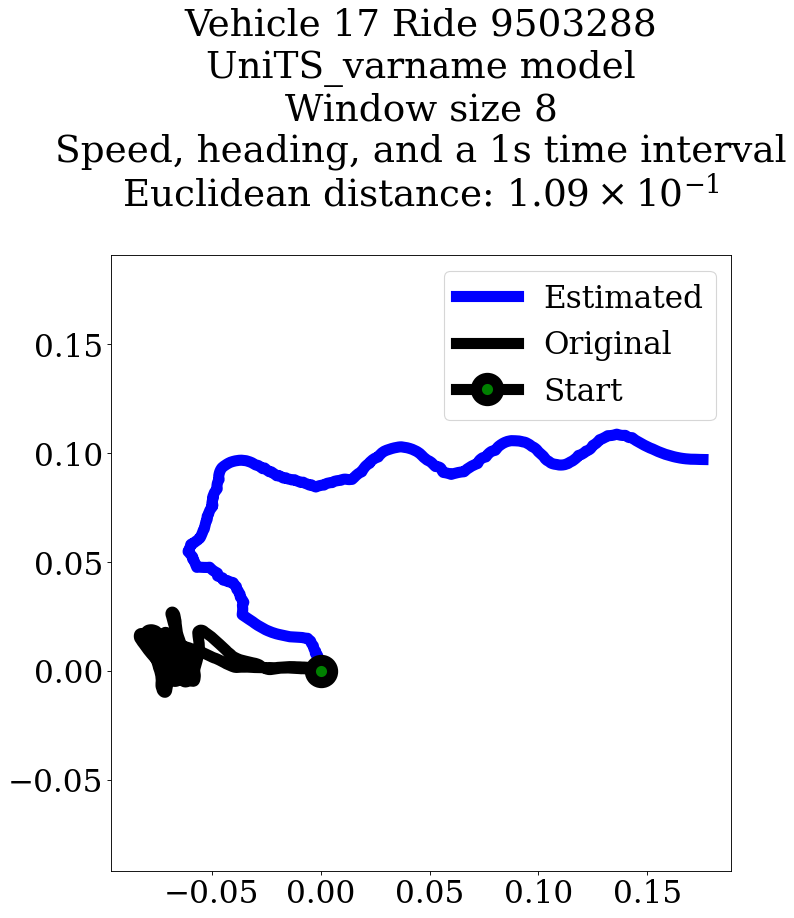 Vehicle 17 Ride 9503288
UniTS_varname model
Window size 8
Speed, heading, and a 1s time interval
Euclidean distance: $1.09 \times 10^{-1}$
Estimated
Original
Start
0.15
0.10
0.05
0.00
−0.05
−0.05 0.00 0.05 0.10 0.15